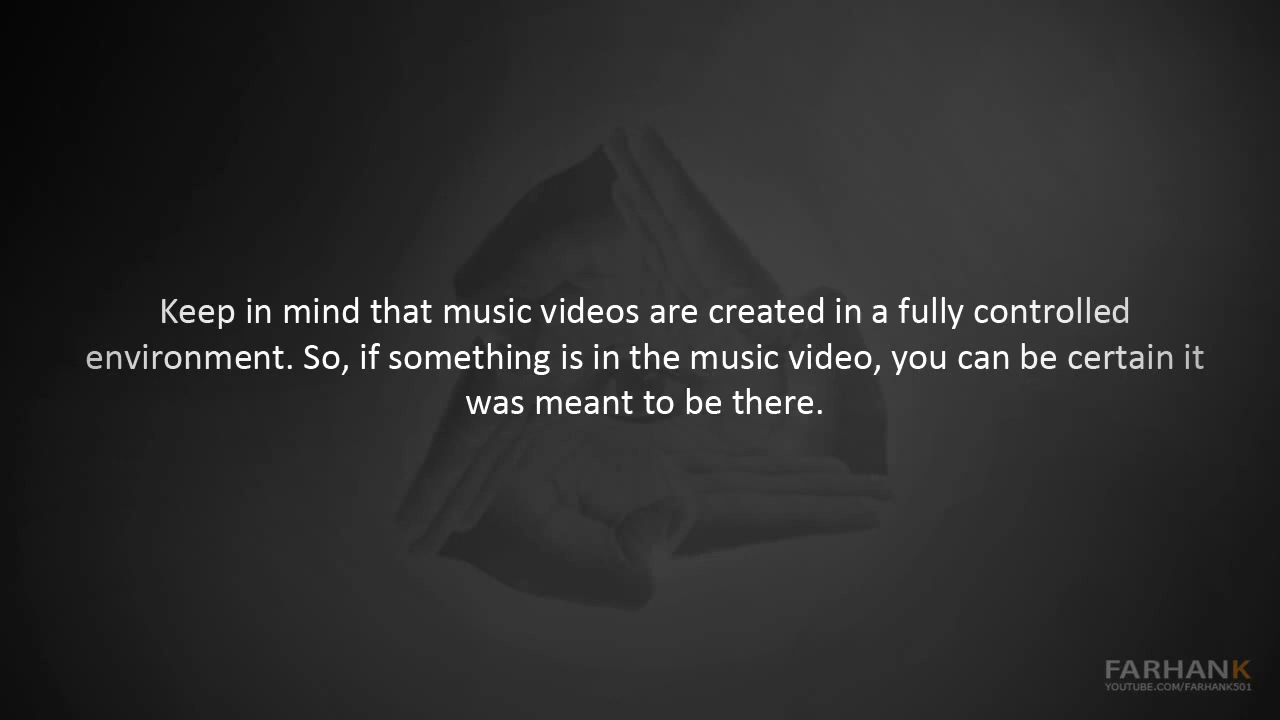 Keep in mind that music videos are created in a fully controlled
environment. So, if something is in the music video, you can be certain it
was meant to be there.
FARHANK
YOUTUBE.COM/FARHANK501